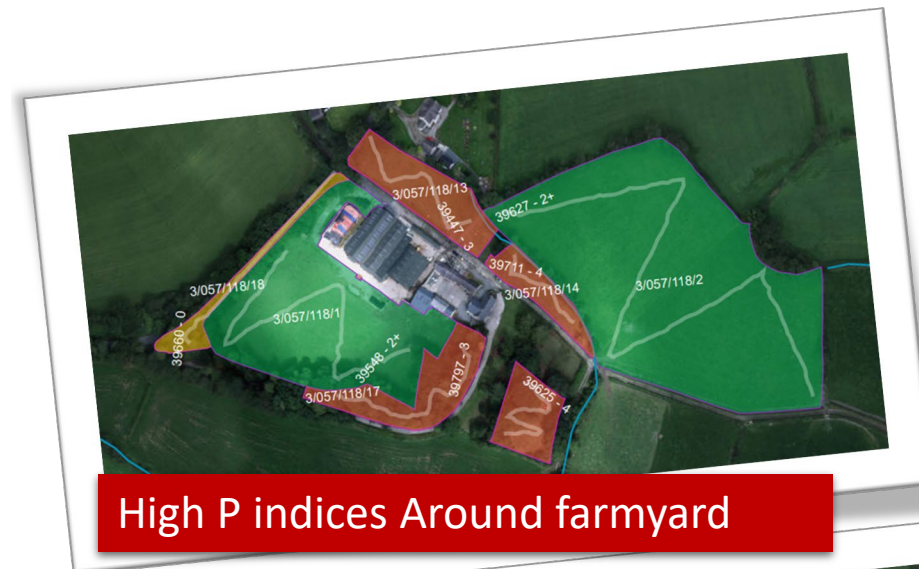 3/057/118/13
39447 - 3
39627 - 2+
39711 - 4
3/057/118/14
3/057/118/2
3/057/118/18
3/057/118/1
39660 - 0
39548 - 2+
39797 - 3
3/057/118/17
39625 - 4
High P indices Around farmyard